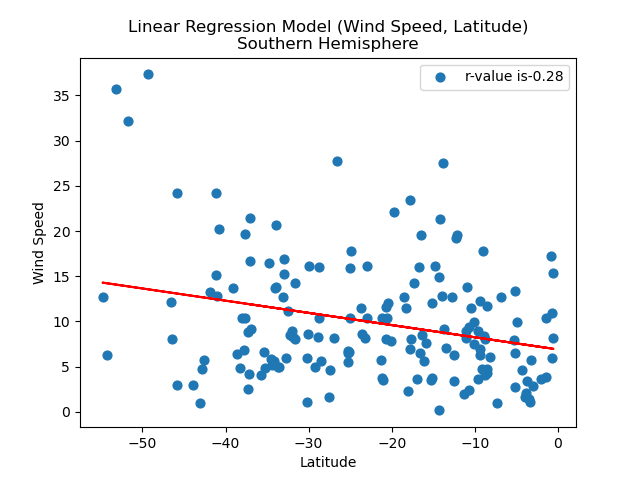 Linear Regression Model (Wind Speed, Latitude)
Southern Hemisphere
r-value is-0.28
35
30
25
20
15
10
5
0
Wind Speed
−50
−40
−30
−20
−10
0
Latitude